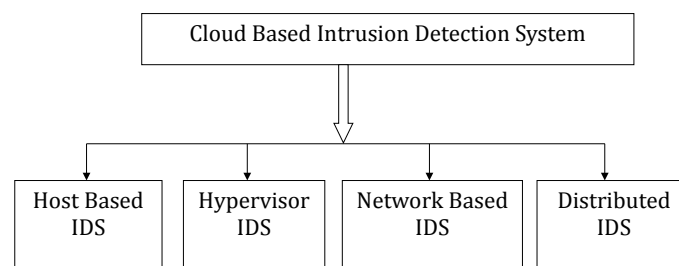 Cloud Based Intrusion Detection System
Host Based
IDS
Hypervisor
IDS
Network Based
IDS
Distributed
IDS